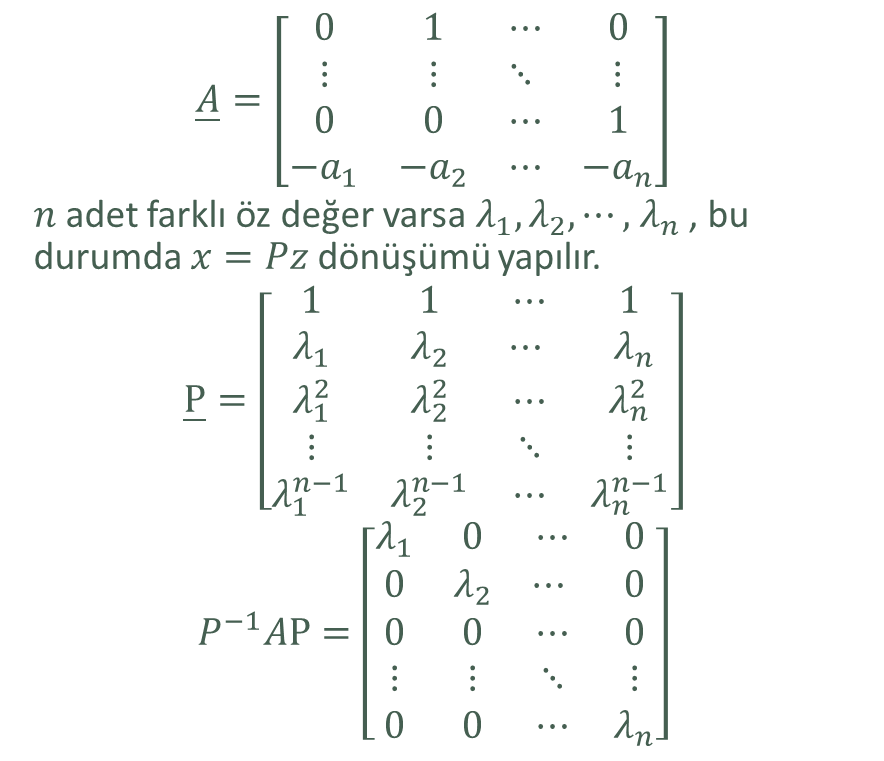 A = [0 1 ⋯ 0
⋮ ⋮ ⋱ ⋮
0 0 ⋯ 1
−a₁ −a₂ ⋯ −aₙ]
n adet farklı öz değer varsa λ₁, λ₂, ⋯ , λₙ , bu
durumda x = Pz dönüşümü yapılır.
P = [1 1 ⋯ 1
λ₁ λ₂ ⋯ λₙ
λ₁² λ₂² ⋯ λₙ²
⋮ ⋮ ⋱ ⋮
λ₁ⁿ⁻¹ λ₂ⁿ⁻¹ ⋯ λₙⁿ⁻¹]
P⁻¹AP = [λ₁ 0 ⋯ 0
0 λ₂ ⋯ 0
0 0 ⋯ 0
⋮ ⋮ ⋱ ⋮
0 0 ⋯ λₙ]